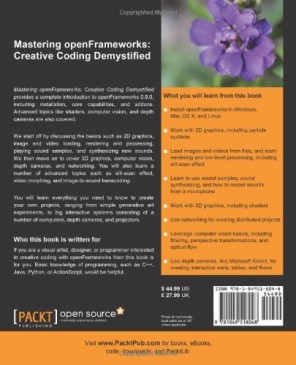 Mastering openFrameworks:
Creative Coding Demystified
Mastering openFrameworks: Creative Coding Demystified
provides a complete introduction to openFrameworks 0.8.0,
including installation, core capabilities, and addons.
Advanced topics like shaders, computer vision, and depth
cameras are also covered.
We start off by discussing the basics such as 2D graphics,
image and video loading, rendering and processing,
playing sound samples, and synthesizing new sounds.
We then move on to cover 3D graphics, computer vision,
depth cameras, and networking. You will also learn a
number of advanced topics such as slit-scan effect,
video morphing, and image-to-sound transcoding.
You will learn everything you need to know to create
your own projects, ranging from simple generative art
experiments, to big interactive systems consisting of a
number of computers, depth cameras, and projectors.
Who this book is written for
If you are a visual artist, designer, or programmer interested
in creative coding with openFrameworks then this book is
for you. Basic knowledge of programming, such as C++,
Java, Python, or ActionScript, would be helpful.
What you will learn from this book
Install openFrameworks in Windows,
Mac OS X, and Linux
Work with 2D graphics, including particle
systems
Load images and videos from files, and learn
rendering and low-level processing, including
slit-scan effect
Learn to use sound samples, sound
synthesizing, and how to record sounds from
a microphone
Work with 3D graphics, including shaders
Use networking for creating distributed projects
Leverage computer vision basics, including
filtering, perspective transformations, and
optical flow
Use depth cameras, like Microsoft Kinect, for
creating interactive walls, tables, and floors
$ 44.99 US
£ 27.99 UK
[PACKT]
PUBLISHING
open source
Visit www.PacktPub.com for books, eBooks,
code, downloads, and PacktLib.